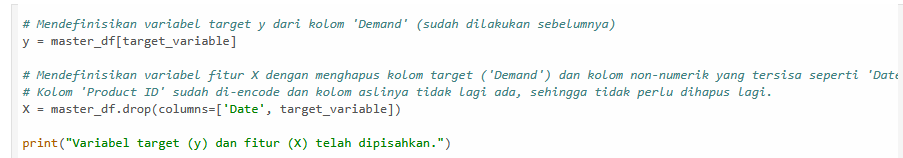 # Mendefinisikan variabel target y dari kolom 'Demand' (sudah dilakukan sebelumnya)
y = master_df[target_variable]
# Mendefinisikan variabel fitur X dengan menghapus kolom target ('Demand') dan kolom non-numerik yang tersisa seperti 'Date
# Kolom 'Product ID' sudah di-encode dan kolom aslinya tidak lagi ada, sehingga tidak perlu dihapus lagi.
X = master_df.drop(columns=['Date', target_variable])
print("Variabel target (y) dan fitur (X) telah dipisahkan.")